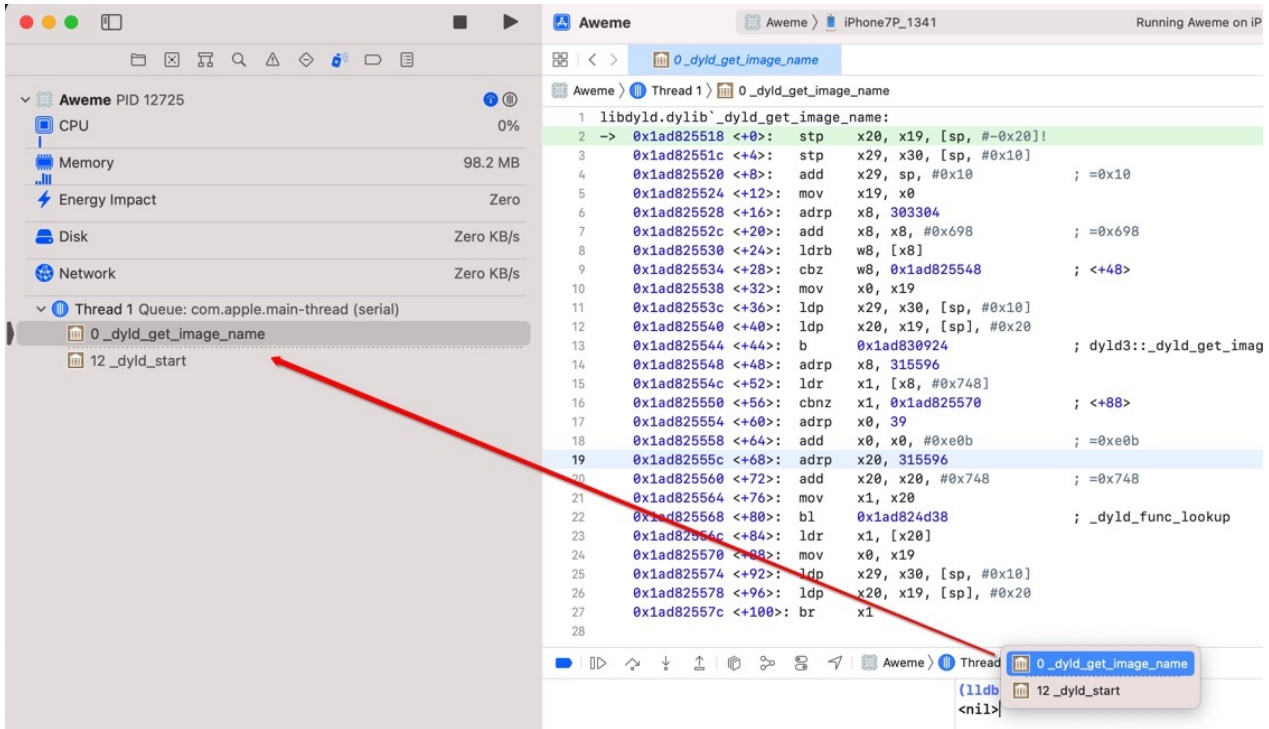 Aweme
Aweme 〉 iPhone7P_1341
Running Aweme on iP
0 _dyld_get_image_name
Aweme 〉 Thread 1 〉 0 _dyld_get_image_name
Aweme PID 12725
CPU 0%
Memory 98.2 MB
Energy Impact Zero
Disk Zero KB/s
Network Zero KB/s
Thread 1 Queue: com.apple.main-thread (serial)
0 _dyld_get_image_name
12 _dyld_start
1 libdyld.dylib`_dyld_get_image_name:
2 -> 0x1ad825518 <+0>: stp x20, x19, [sp, #-0x20]!
3 0x1ad82551c <+4>: stp x29, x30, [sp, #0x10]
4 0x1ad825520 <+8>: add x29, sp, #0x10 ; =0x10
5 0x1ad825524 <+12>: mov x19, x0
6 0x1ad825528 <+16>: adrp x8, 303304
7 0x1ad82552c <+20>: add x8, x8, #0x698 ; =0x698
8 0x1ad825530 <+24>: ldrb w8, [x8]
9 0x1ad825534 <+28>: cbz w8, 0x1ad825548 ; <+48>
10 0x1ad825538 <+32>: mov x0, x19
11 0x1ad82553c <+36>: ldp x29, x30, [sp, #0x10]
12 0x1ad825540 <+40>: ldp x20, x19, [sp], #0x20
13 0x1ad825544 <+44>: b 0x1ad830924 ; dyld3::_dyld_get_imag
14 0x1ad825548 <+48>: adrp x8, 315596
15 0x1ad82554c <+52>: ldr x1, [x8, #0x748]
16 0x1ad825550 <+56>: cbnz x1, 0x1ad825570 ; <+88>
17 0x1ad825554 <+60>: adrp x0, 39
18 0x1ad825558 <+64>: add x0, x0, #0xe0b ; =0xe0b
19 0x1ad82555c <+68>: adrp x20, 315596
20 0x1ad825560 <+72>: add x20, x20, #0x748 ; =0x748
21 0x1ad825564 <+76>: mov x1, x20
22 0x1ad825568 <+80>: bl 0x1ad824d38 ; _dyld_func_lookup
23 0x1ad82556c <+84>: ldr x1, [x20]
24 0x1ad825570 <+88>: mov x0, x19
25 0x1ad825574 <+92>: ldp x29, x30, [sp, #0x10]
26 0x1ad825578 <+96>: ldp x20, x19, [sp], #0x20
27 0x1ad82557c <+100>: br x1
28
Aweme 〉 Thread
0 _dyld_get_image_name
12 _dyld_start
(lldb
<nil>